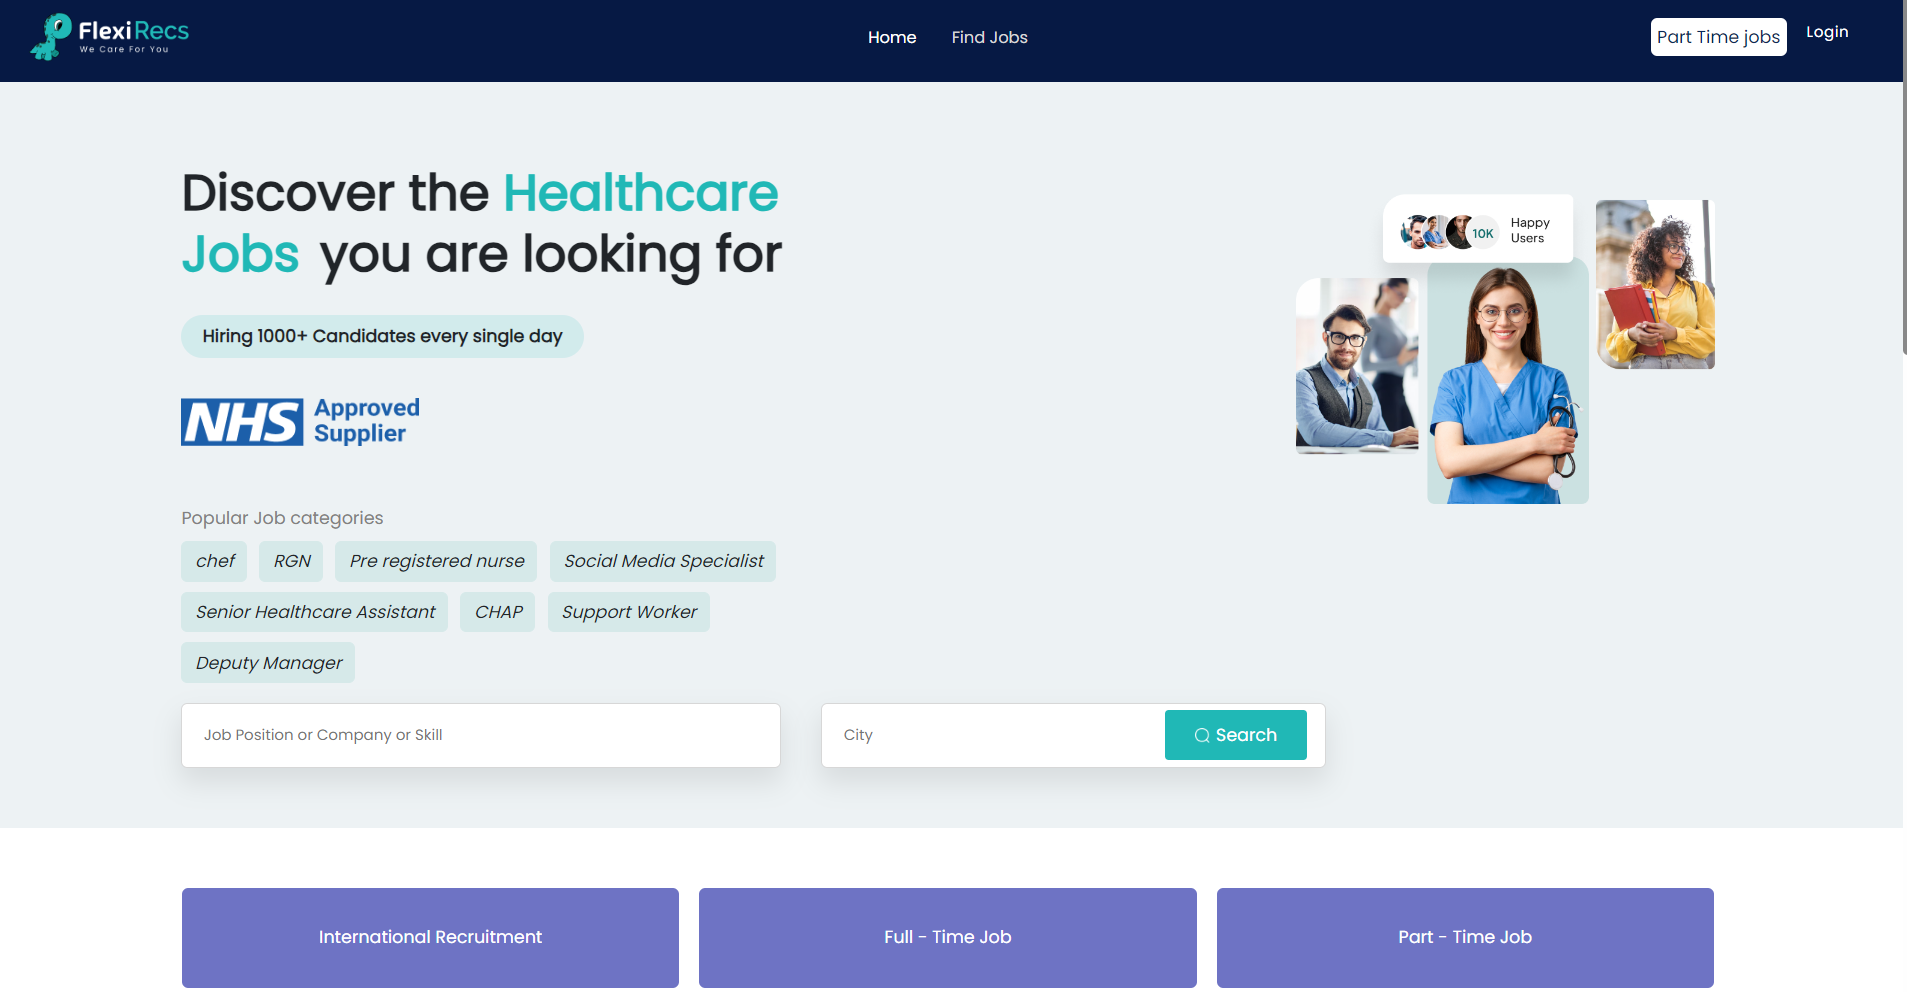 FlexiRecs
We Care For You
Home
Find Jobs
Part Time jobs
Login
Discover the Healthcare
Jobs you are looking for
Hiring 1000+ Candidates every single day
NHS Approved
Supplier
10K
Happy
Users
Popular Job categories
chef
RGN
Pre registered nurse
Social Media Specialist
Senior Healthcare Assistant
CHAP
Support Worker
Deputy Manager
Job Position or Company or Skill
City
Search
International Recruitment
Full - Time Job
Part - Time Job